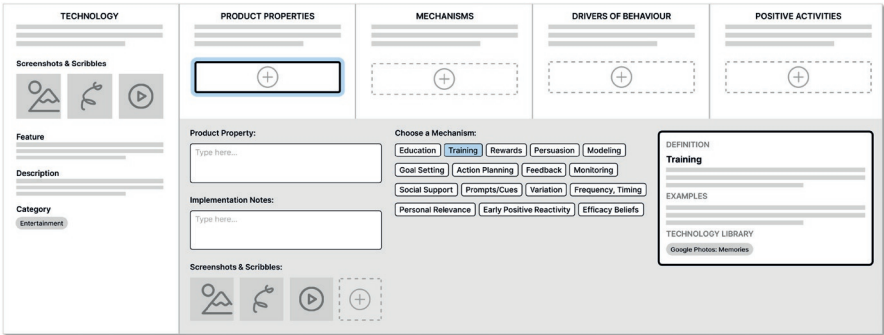 TECHNOLOGY
Screenshots & Scribbles
Feature
Description
Category
Entertainment
PRODUCT PROPERTIES
MECHANISMS
DRIVERS OF BEHAVIOUR
POSITIVE ACTIVITIES
Product Property:
Type here...
Implementation Notes:
Type here...
Screenshots & Scribbles:
Choose a Mechanism:
Education Training Rewards Persuasion Modeling
Goal Setting Action Planning Feedback Monitoring
Social Support Prompts/Cues Variation Frequency, Timing
Personal Relevance Early Positive Reactivity Efficacy Beliefs
DEFINITION
Training
EXAMPLES
TECHNOLOGY LIBRARY
Google Photos: Memories